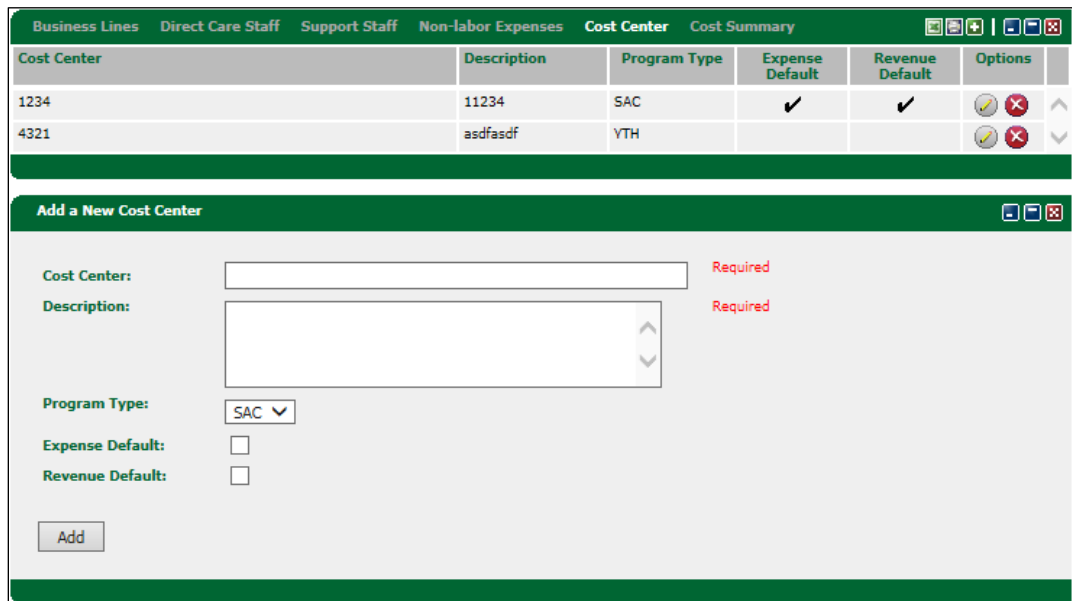 Business Lines Direct Care Staff Support Staff Non-labor Expenses Cost Center Cost Summary
Cost Center Description Program Type Expense Default Revenue Default Options
1234 11234 SAC
4321 asdfasdf YTH
Add a New Cost Center
Cost Center: Required
Description: Required
Program Type: SAC
Expense Default:
Revenue Default:
Add